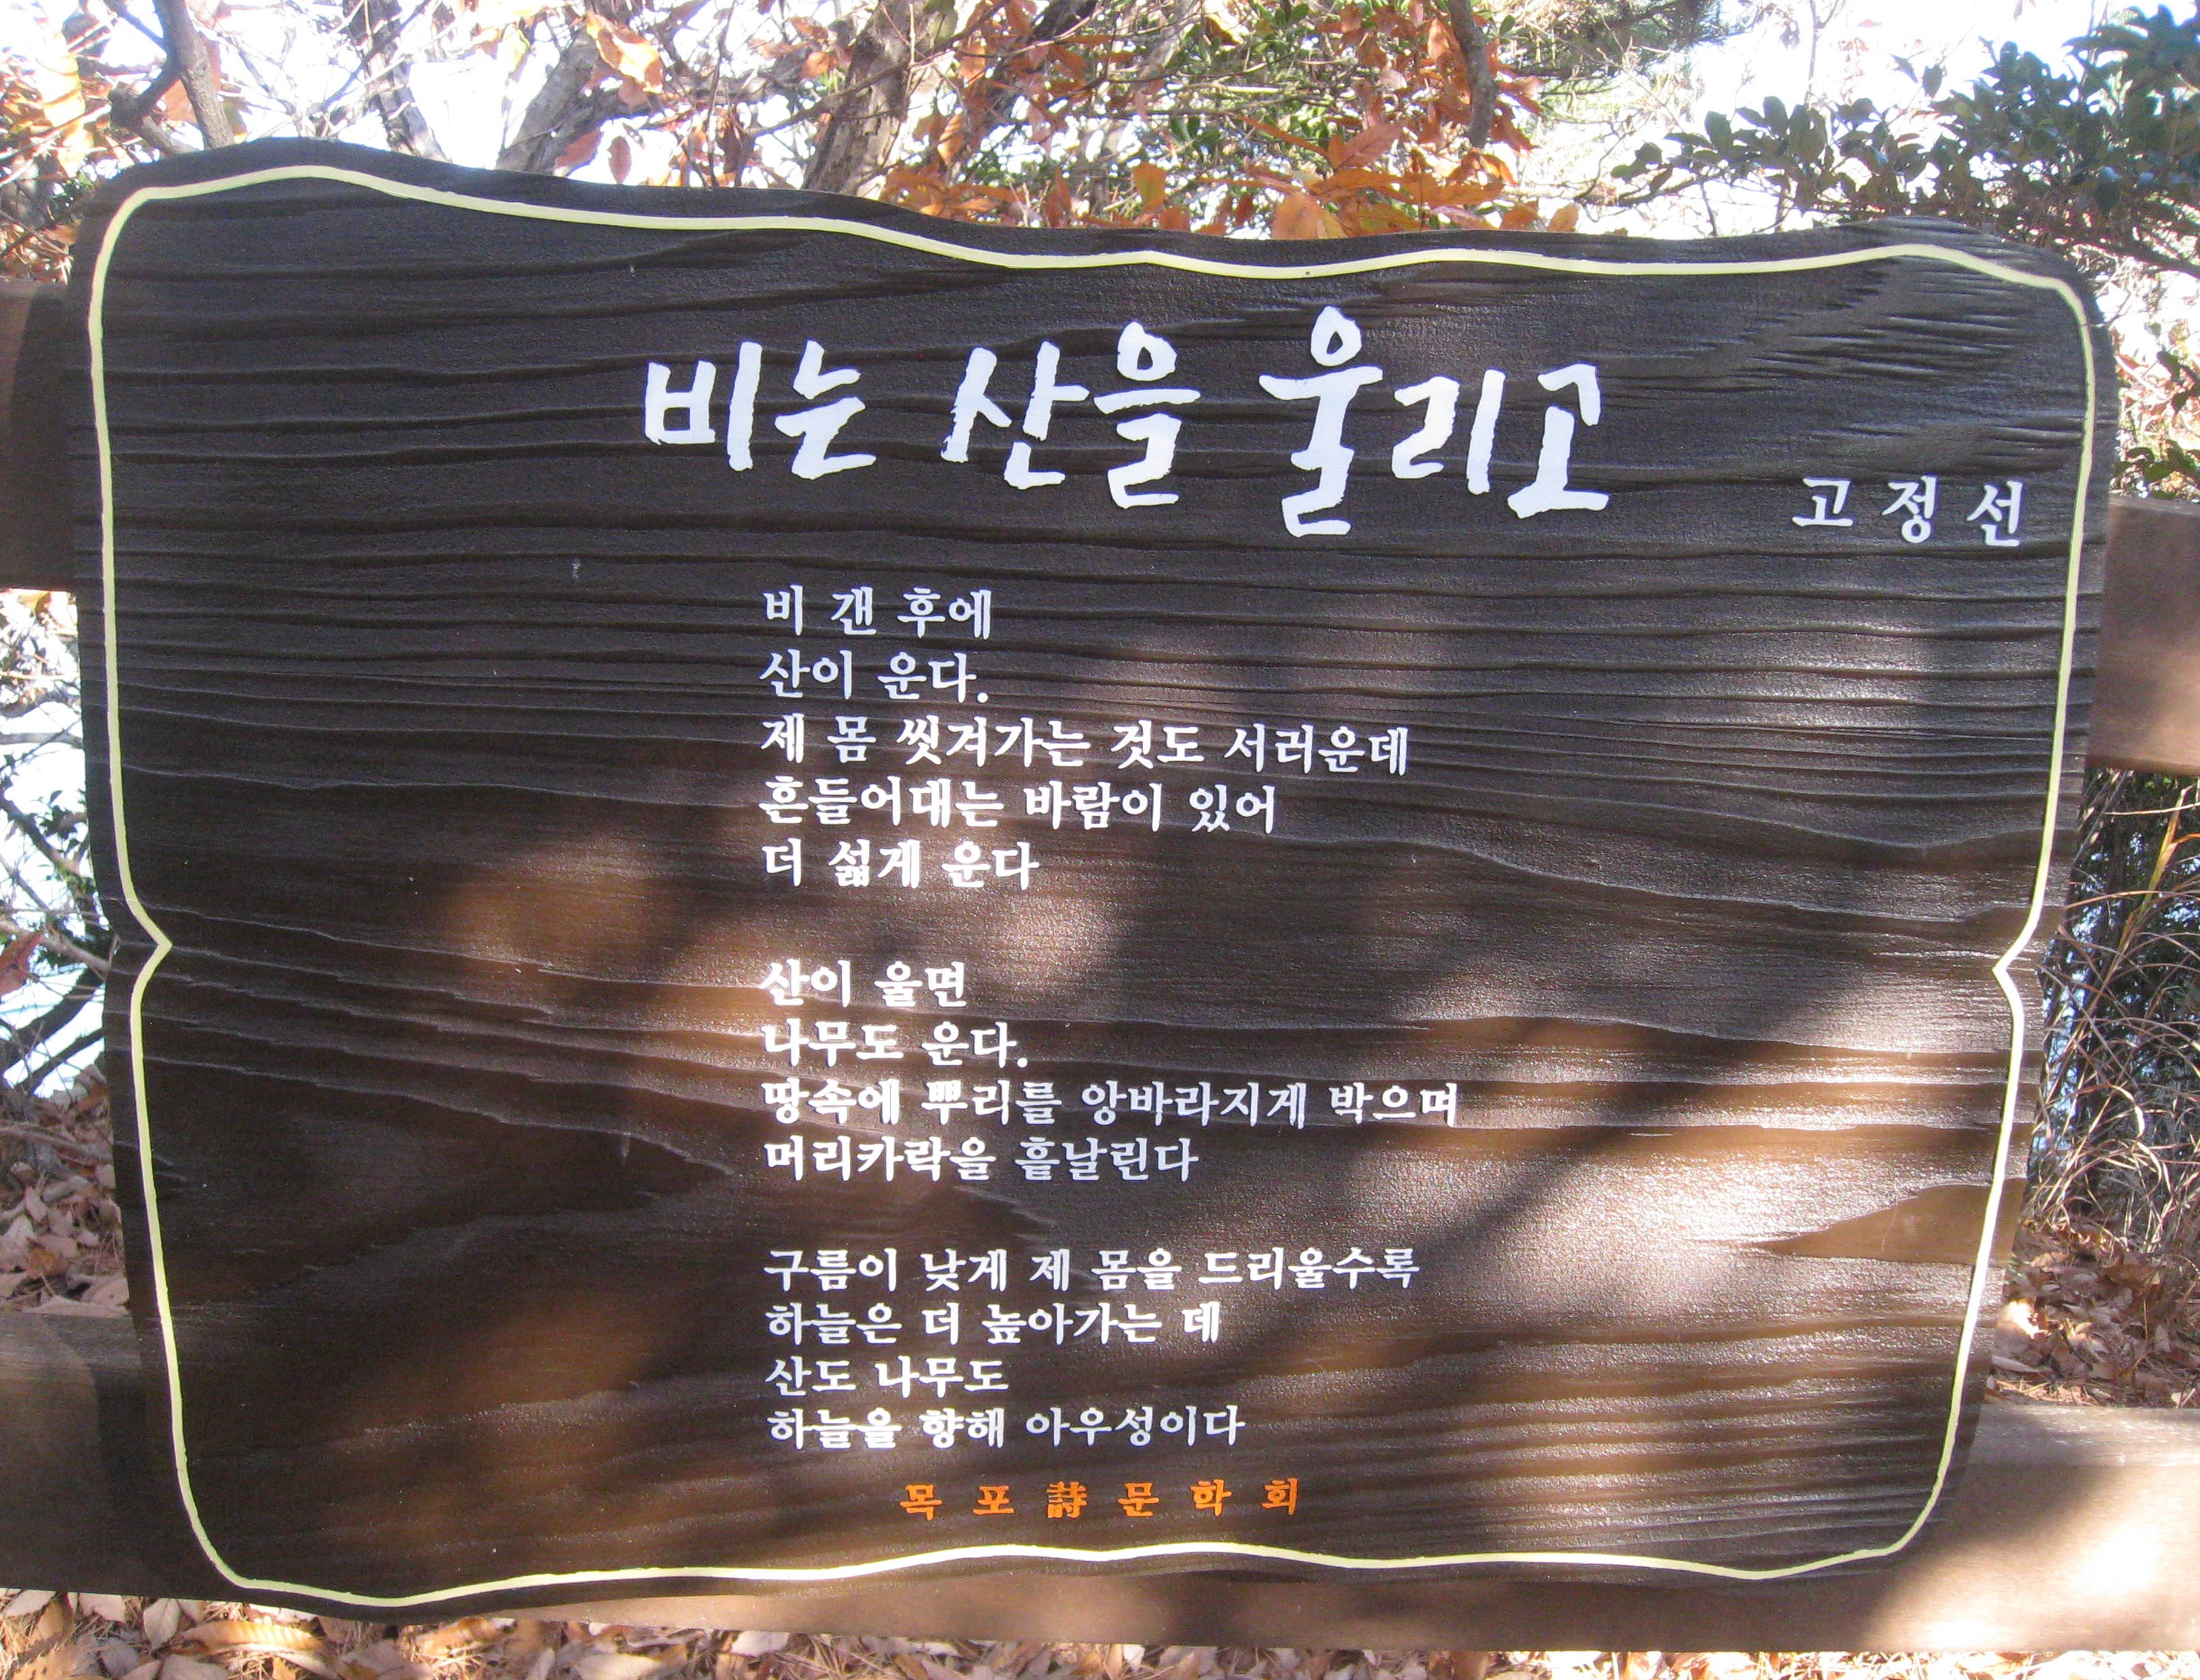 비는 산을 울리고
고정선
비 갠 후에
산이 운다.
제 몸 씻겨가는 것도 서러운데
흔들어대는 바람이 있어
더 섧게 운다
산이 울면
나무도 운다.
땅속에 뿌리를 앙바라지게 박으며
머리카락을 흩날린다
구름이 낮게 제 몸을 드리울수록
하늘은 더 높아가는 데
산도 나무도
하늘을 향해 아우성이다
목포詩문학회